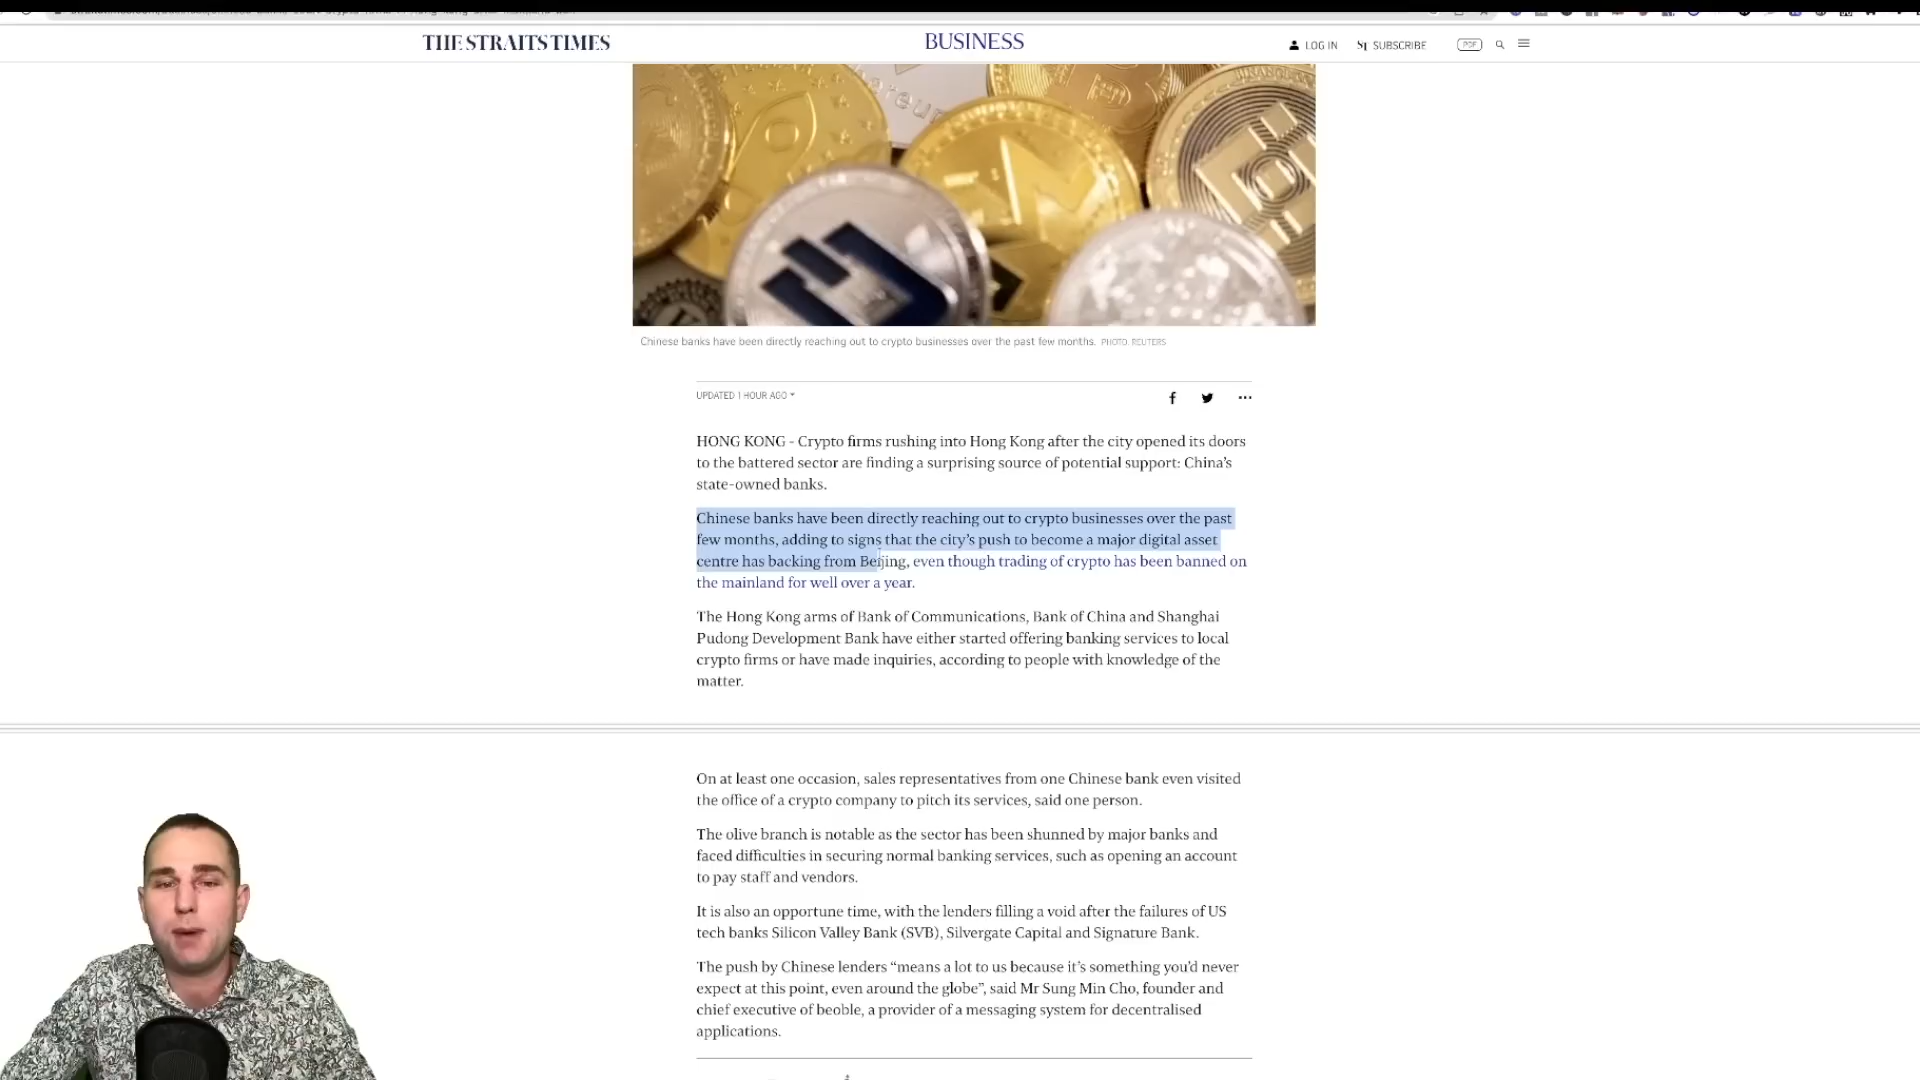 THE STRAITS TIMES
BUSINESS
LOG IN
ST SUBSCRIBE
PDF
Chinese banks have been directly reaching out to crypto businesses over the past few months. PHOTO: REUTERS
UPDATED 1 HOUR AGO
HONG KONG - Crypto firms rushing into Hong Kong after the city opened its doors
to the battered sector are finding a surprising source of potential support: China’s
state-owned banks.
Chinese banks have been directly reaching out to crypto businesses over the past
few months, adding to signs that the city’s push to become a major digital asset
centre has backing from Beijing, even though trading of crypto has been banned on
the mainland for well over a year.
The Hong Kong arms of Bank of Communications, Bank of China and Shanghai
Pudong Development Bank have either started offering banking services to local
crypto firms or have made inquiries, according to people with knowledge of the
matter.
On at least one occasion, sales representatives from one Chinese bank even visited
the office of a crypto company to pitch its services, said one person.
The olive branch is notable as the sector has been shunned by major banks and
faced difficulties in securing normal banking services, such as opening an account
to pay staff and vendors.
It is also an opportune time, with the lenders filling a void after the failures of US
tech banks Silicon Valley Bank (SVB), Silvergate Capital and Signature Bank.
The push by Chinese lenders “means a lot to us because it’s something you’d never
expect at this point, even around the globe”, said Mr Sung Min Cho, founder and
chief executive of beoble, a provider of a messaging system for decentralised
applications.